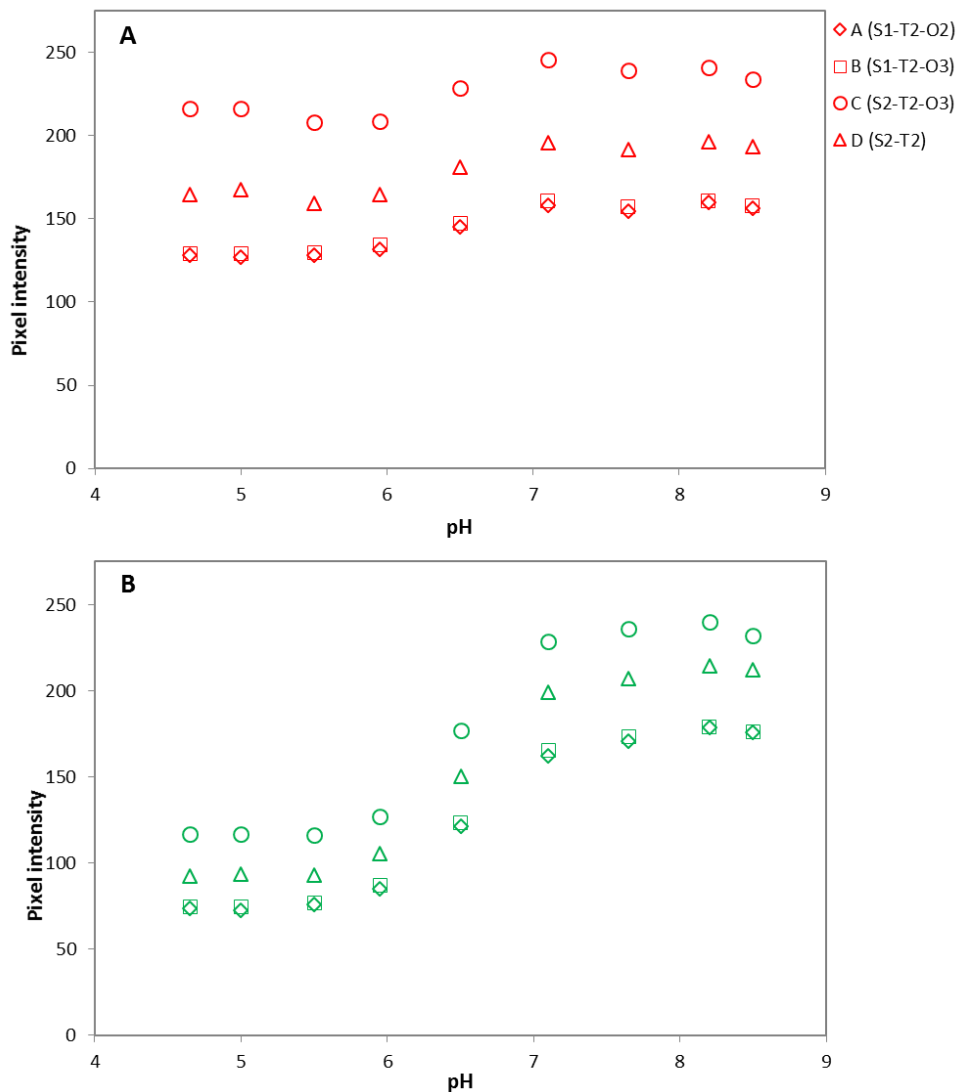 A
250
200
150
100
50
0
4 5 6 7 8 9
Pixel intensity
pH
A (S1-T2-O2)
B (S1-T2-O3)
C (S2-T2-O3)
D (S2-T2)
B
250
200
150
100
50
0
4 5 6 7 8 9
Pixel intensity
pH